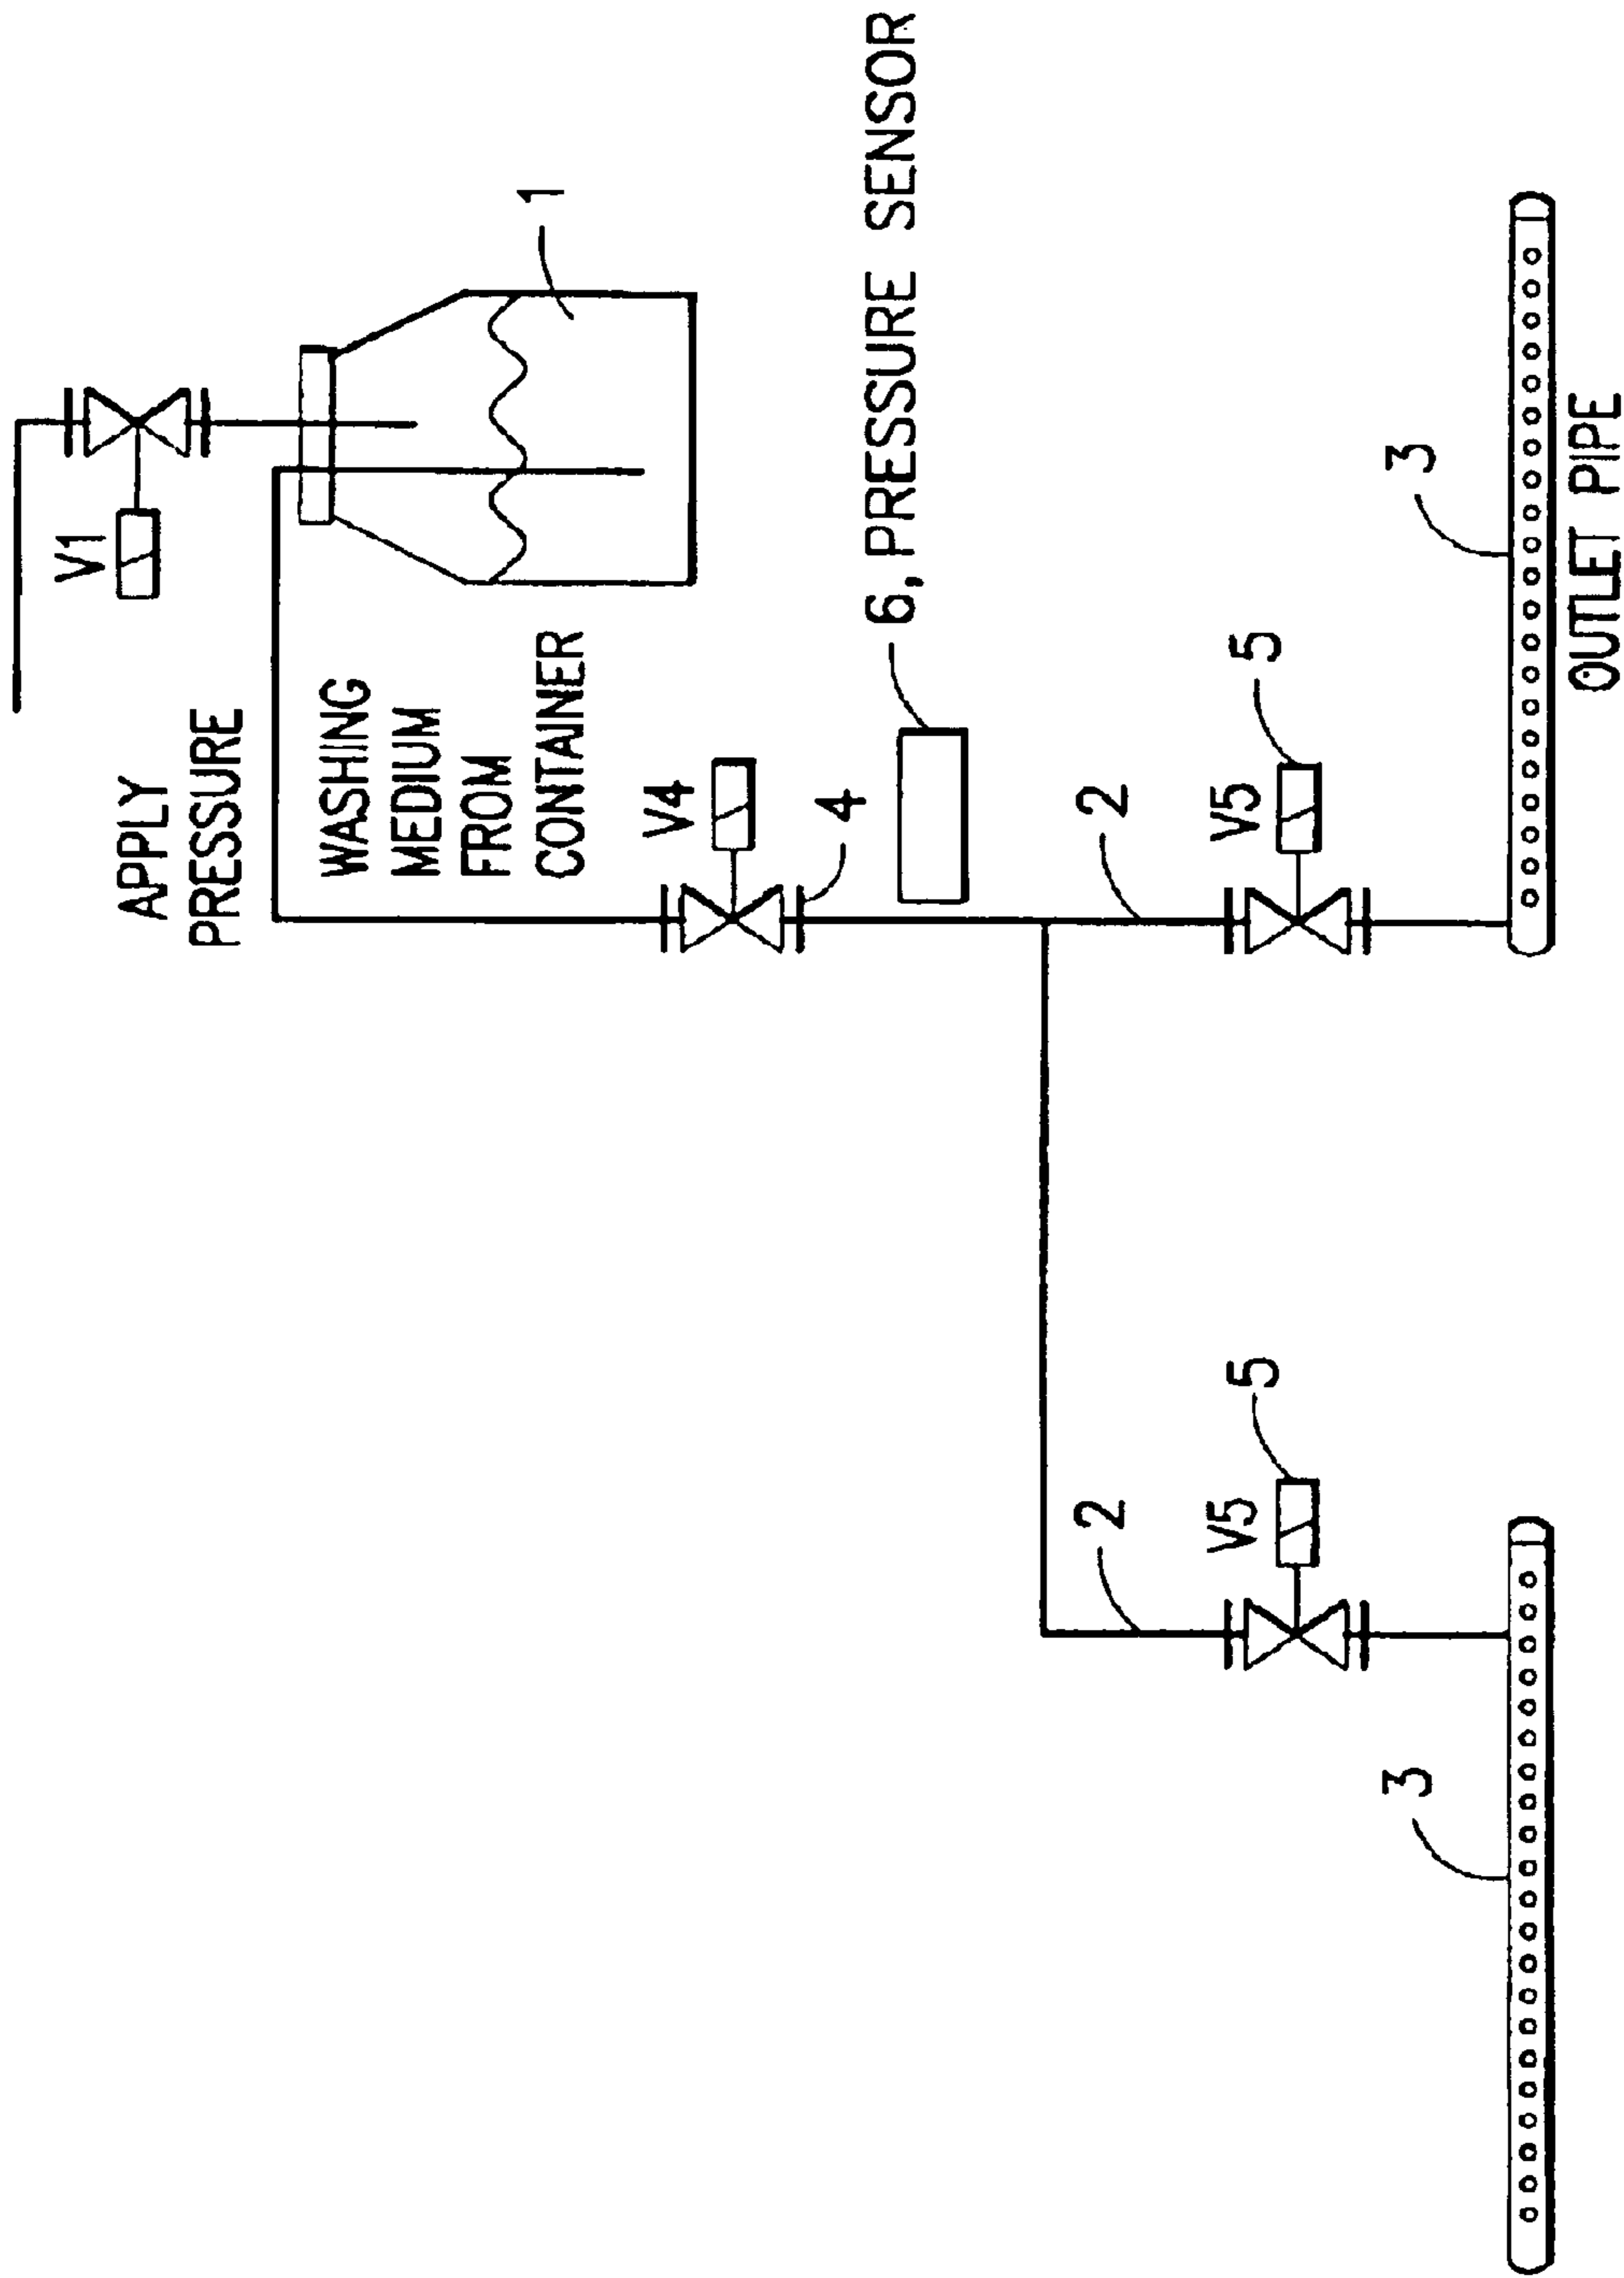 V1
APPLY
PRESSURE
1
WASHING
MEDIUM
FROM
CONTAINER
V4
4
6, PRESSURE SENSOR
2
V5
5
3
OUTLET PIPE
2
V5
5
3